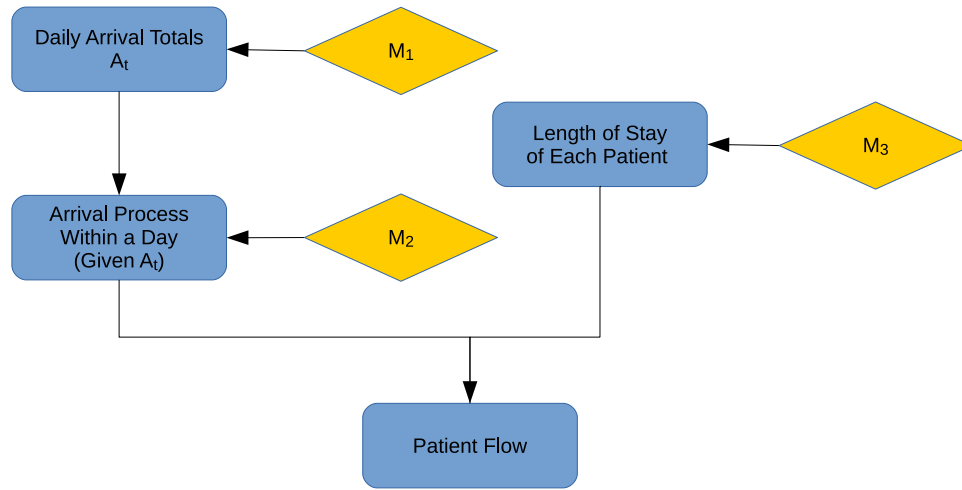 Daily Arrival Totals
Aₜ
M₁
Length of Stay
of Each Patient
M₃
Arrival Process
Within a Day
(Given Aₜ)
M₂
Patient Flow